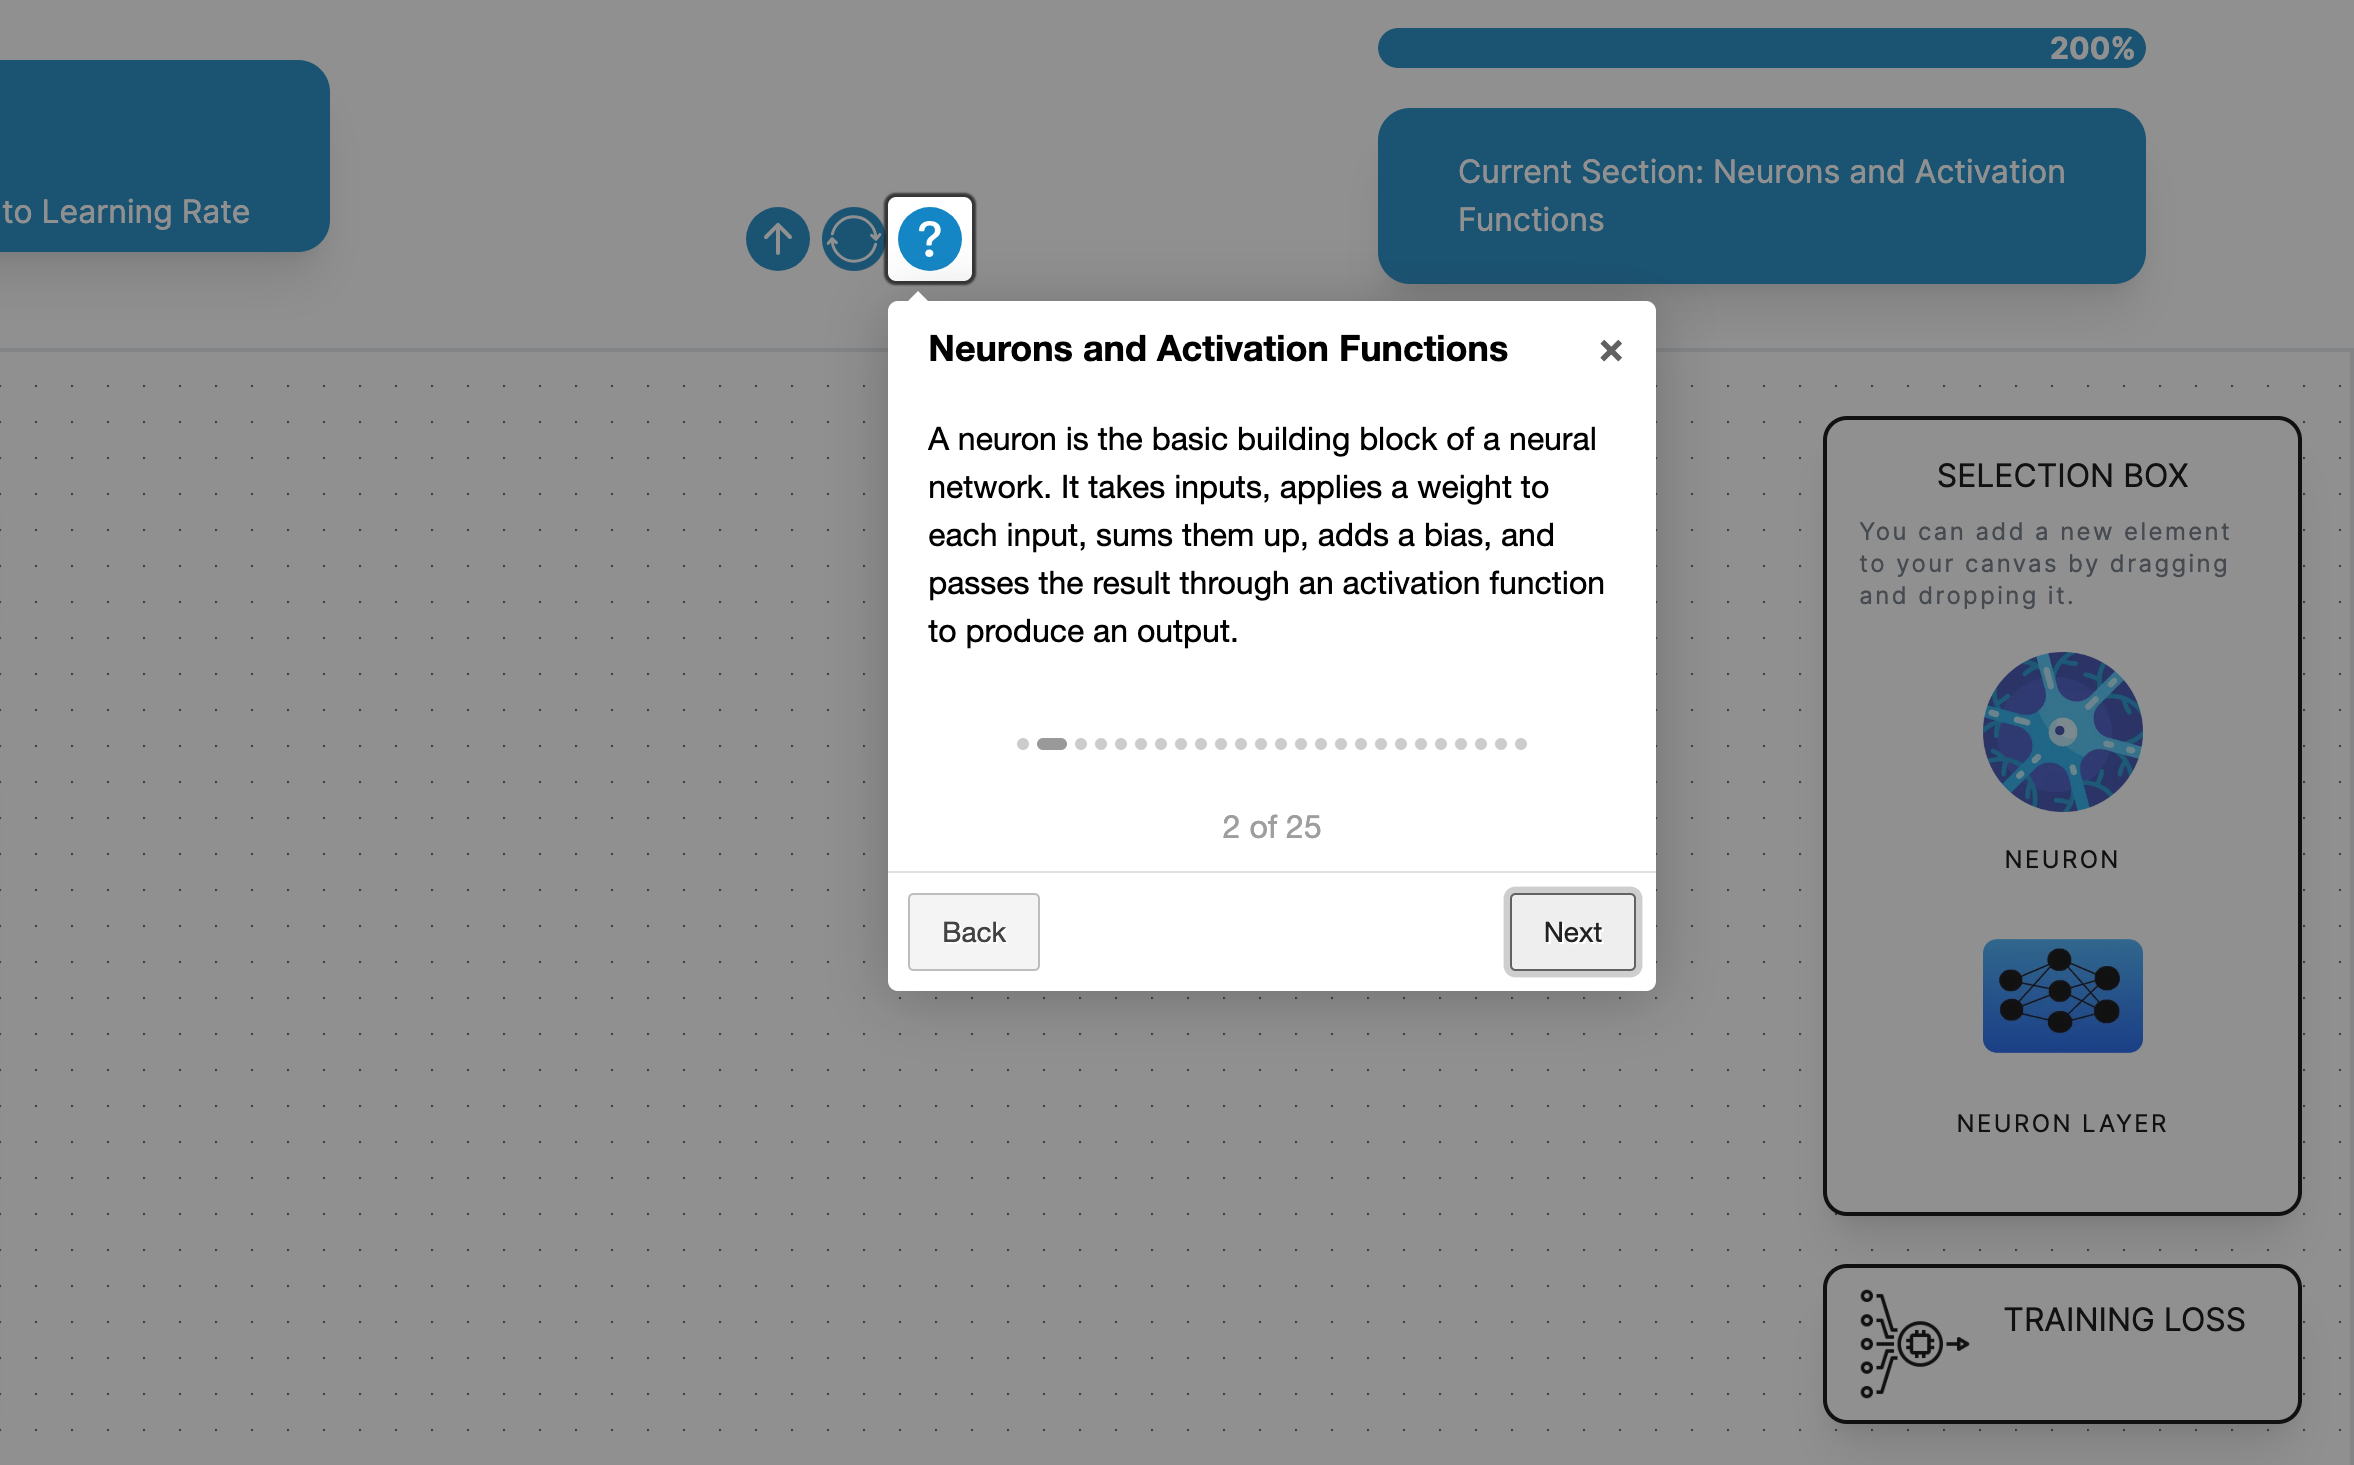 200%
to Learning Rate
Current Section: Neurons and Activation
Functions
?
Neurons and Activation Functions
×
A neuron is the basic building block of a neural
network. It takes inputs, applies a weight to
each input, sums them up, adds a bias, and
passes the result through an activation function
to produce an output.
2 of 25
Back
Next
SELECTION BOX
You can add a new element
to your canvas by dragging
and dropping it.
NEURON
NEURON LAYER
TRAINING LOSS